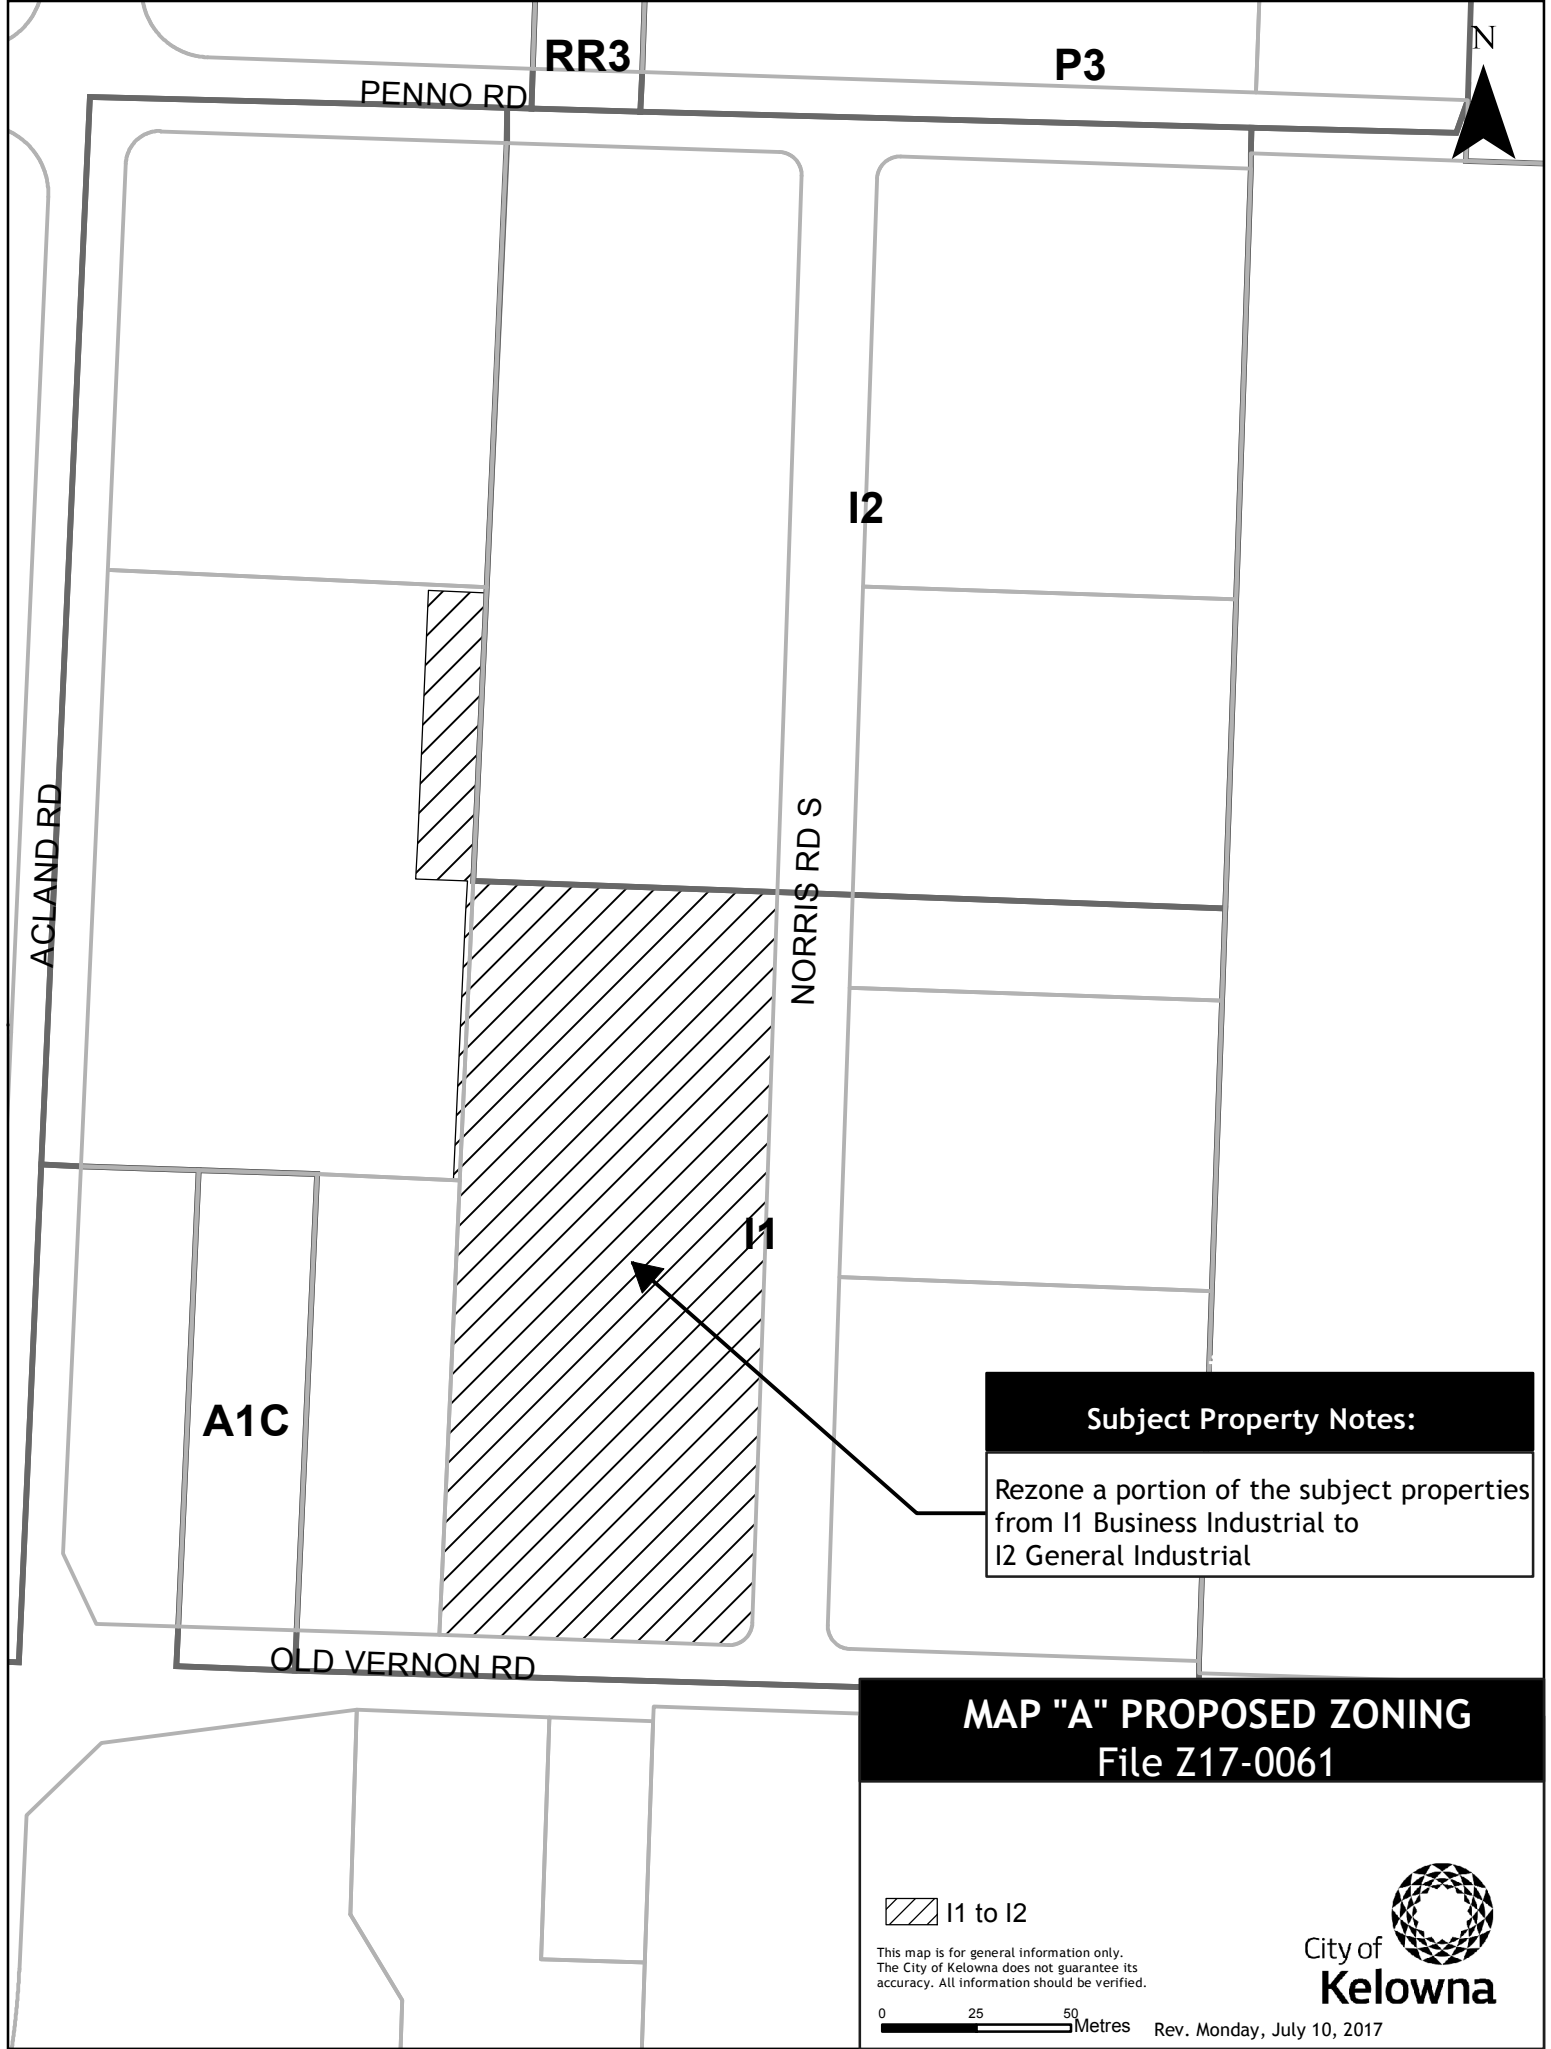 RR3
P3
N
PENNO RD
I2
ACLAND RD
NORRIS RD S
I1
A1C
Subject Property Notes:
Rezone a portion of the subject properties
from I1 Business Industrial to
I2 General Industrial
OLD VERNON RD
MAP "A" PROPOSED ZONING
File Z17-0061
I1 to I2
This map is for general information only.
The City of Kelowna does not guarantee its
accuracy. All information should be verified.
0 25 50
Metres
Rev. Monday, July 10, 2017
City of
Kelowna